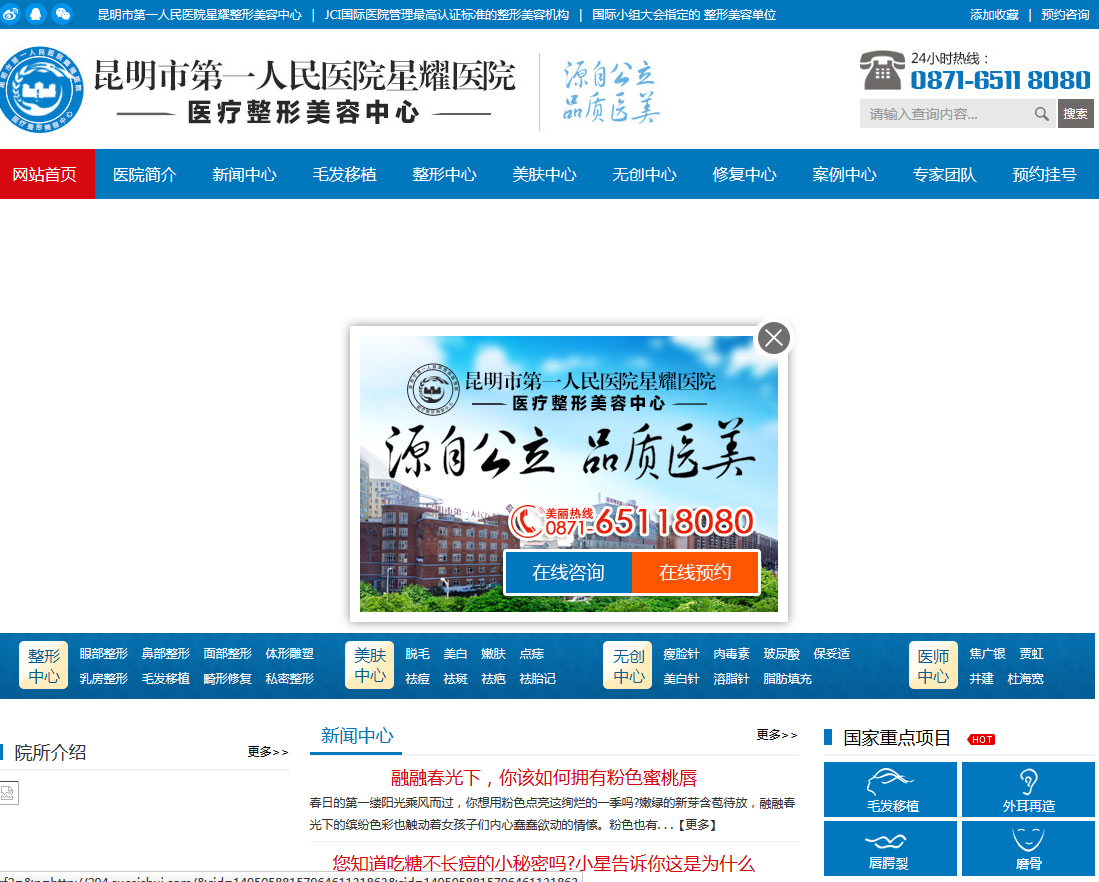 昆明市第一人民医院星耀整形美容中心 | JCI国际医院管理最高认证标准的整形美容机构 | 国际小组大会指定的 整形美容单位
添加收藏 | 预约咨询
昆明市第一人民医院星耀医院
医疗整形美容中心
源自公立
品质医美
24小时热线：
0871-6511 8080
请输入查询内容... 搜索
网站首页 医院简介 新闻中心 毛发移植 整形中心 美肤中心 无创中心 修复中心 案例中心 专家团队 预约挂号
昆明市第一人民医院星耀医院
医疗整形美容中心
源自公立 品质医美
美丽热线
0871-65118080
在线咨询 在线预约
整形中心
眼部整形 鼻部整形 面部整形 体形雕塑
乳房整形 毛发移植 畸形修复 私密整形
美肤中心
脱毛 美白 嫩肤 点痣
祛痘 祛斑 祛疤 祛胎记
无创中心
瘦脸针 肉毒素 玻尿酸 保妥适
美白针 溶脂针 脂肪填充
医师中心
焦广银 贾虹
井建 杜海宽
院所介绍 更多>>
新闻中心 更多>>
融融春光下，你该如何拥有粉色蜜桃唇
春日的第一缕阳光乘风而过，你想用粉色点亮这绚烂的一季吗?嫩绿的新芽含苞待放，融融春
光下的缤纷色彩也触动着女孩子们内心蠢蠢欲动的情愫。粉色也有...【更多】
您知道吃糖不长痘的小秘密吗?小星告诉你这是为什么
国家重点项目 HOT
毛发移植 外耳再造
唇腭裂 磨骨